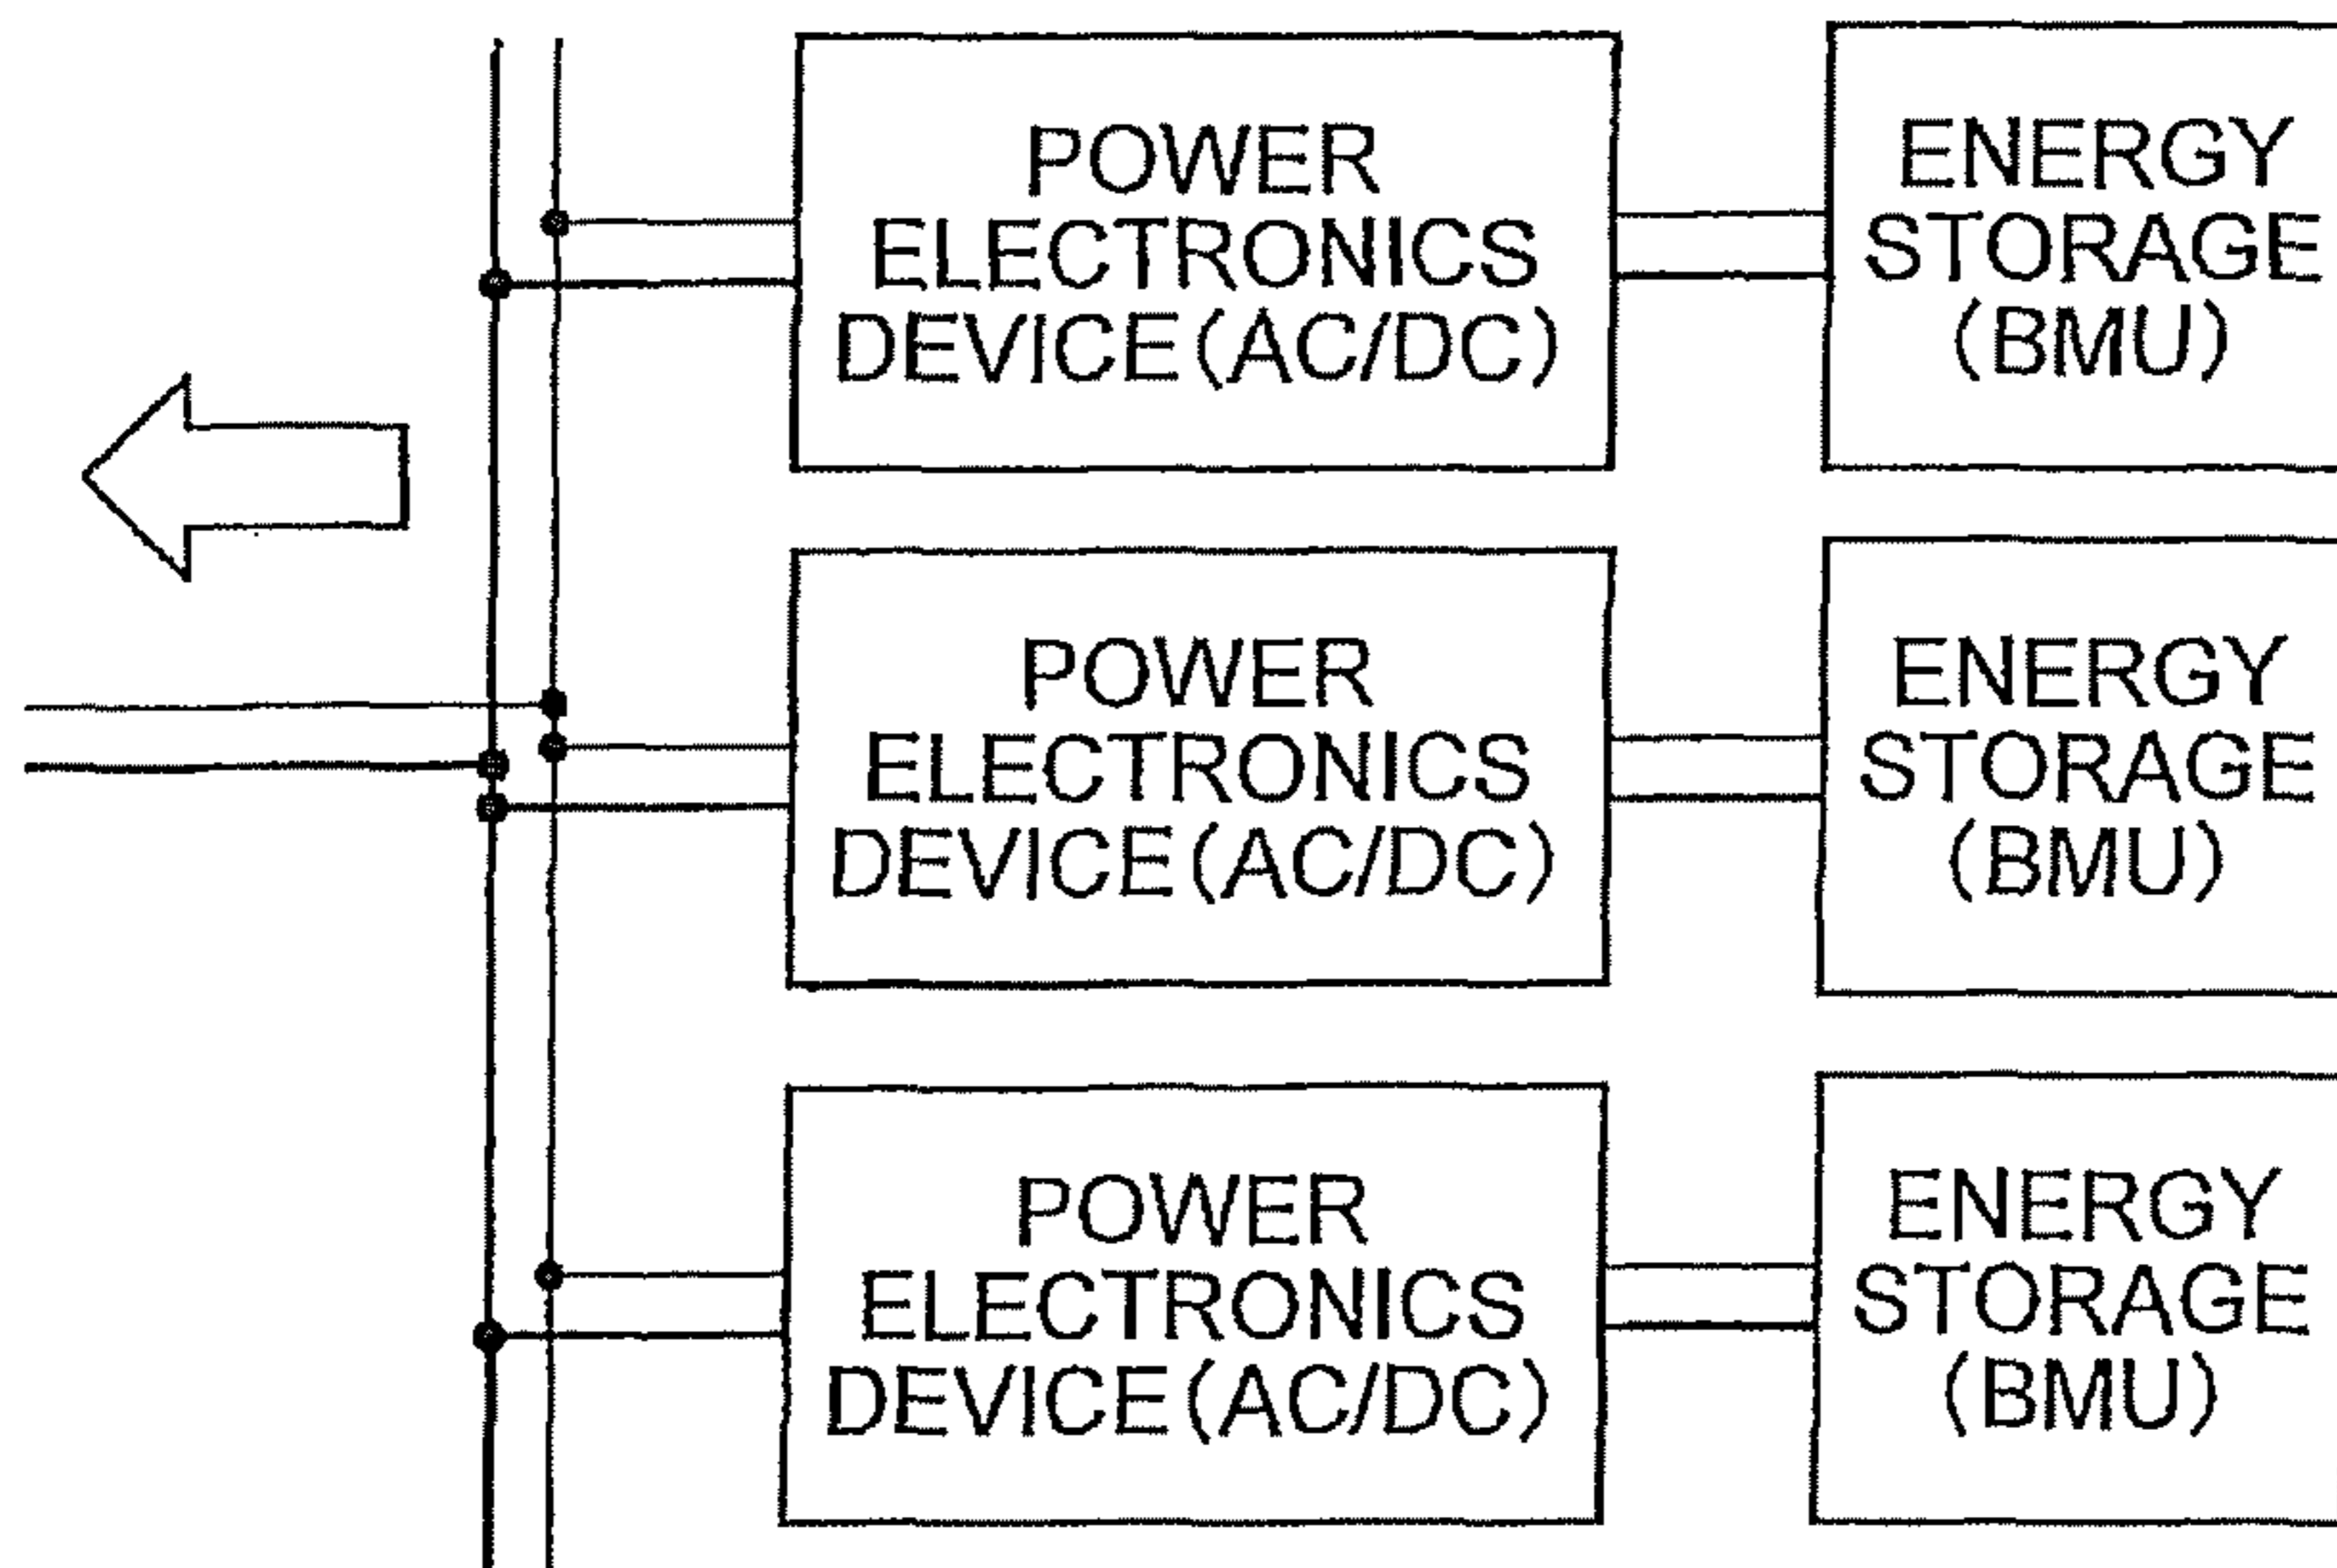 POWER
ELECTRONICS
DEVICE(AC/DC)
ENERGY
STORAGE
(BMU)
POWER
ELECTRONICS
DEVICE(AC/DC)
ENERGY
STORAGE
(BMU)
POWER
ELECTRONICS
DEVICE(AC/DC)
ENERGY
STORAGE
(BMU)